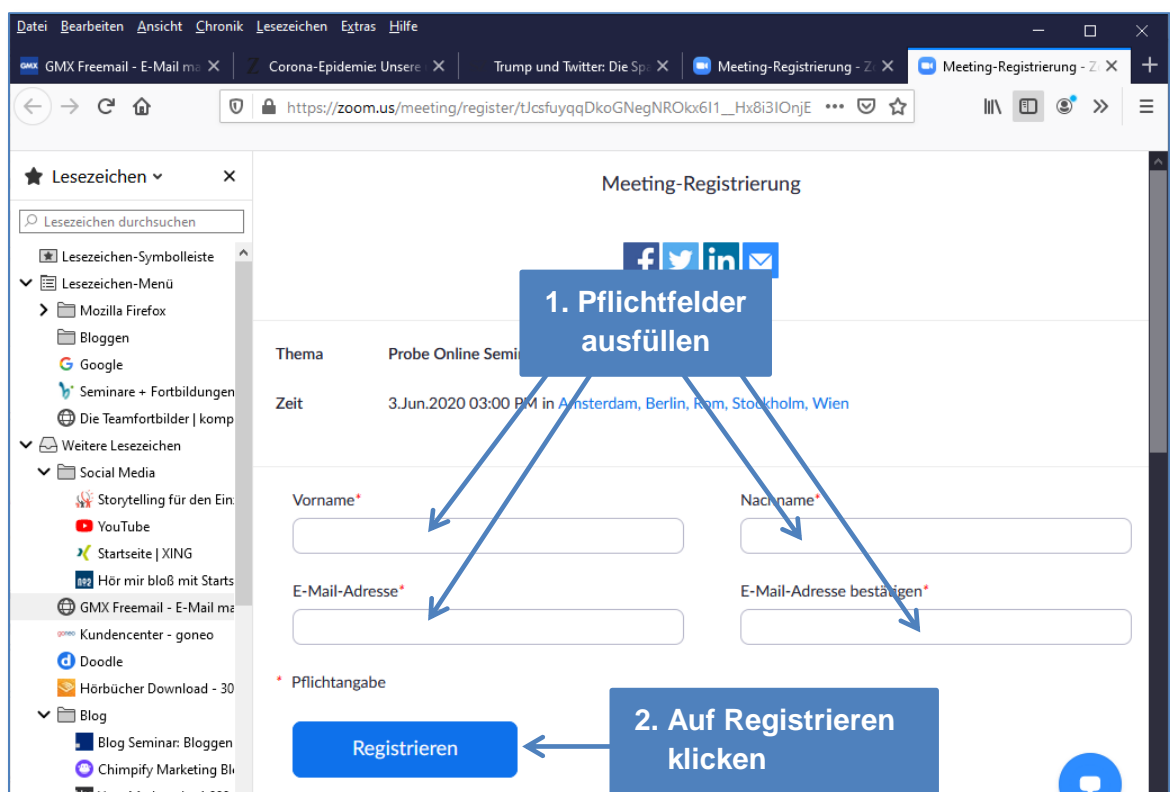 Datei Bearbeiten Ansicht Chronik Lesezeichen Extras Hilfe
GMX Freemail - E-Mail ma
Corona-Epidemie: Unsere
Trump und Twitter: Die Spa
Meeting-Registrierung - Zo
Meeting-Registrierung - Zo
https://zoom.us/meeting/register/tJcsfuyqqDkoGNegNROkx6I1__Hx8i3IOnjE
Lesezeichen
Lesezeichen durchsuchen
Lesezeichen-Symbolleiste
Lesezeichen-Menü
Mozilla Firefox
Bloggen
Google
Seminare + Fortbildungen
Die Teamfortbilder | komp
Weitere Lesezeichen
Social Media
Storytelling für den Ein
YouTube
Startseite | XING
Hör mir bloß mit Starts
GMX Freemail - E-Mail ma
Kundencenter - goneo
Doodle
Hörbücher Download - 30
Blog
Blog Seminar: Bloggen
Chimpify Marketing Blo
Meeting-Registrierung
1. Pflichtfelder
ausfüllen
Thema Probe Online Semi
Zeit 3.Jun.2020 03:00 PM in Amsterdam, Berlin, Rom, Stockholm, Wien
Vorname* Nachname*
E-Mail-Adresse* E-Mail-Adresse bestätigen*
* Pflichtangabe
2. Auf Registrieren
klicken
Registrieren